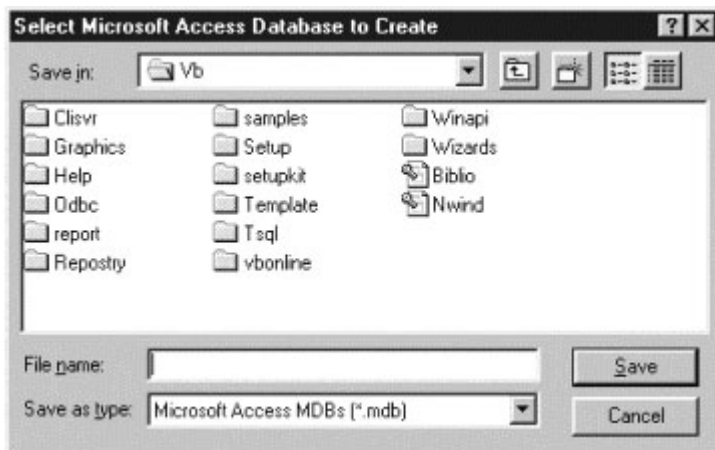 Select Microsoft Access Database to Create
Save in: Vb
Clisvr samples Winapi
Graphics Setup Wizards
Help setupkit Biblio
Odbc Template Nwind
report Tsql
Repostry vbonline
File name: Save
Save as type: Microsoft Access MDBs (*.mdb) Cancel